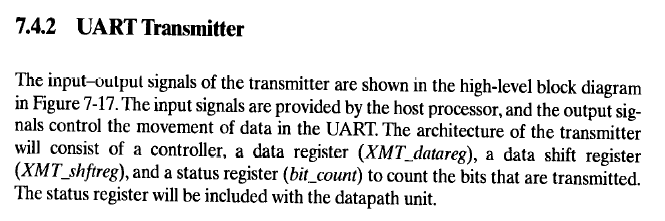 7.4.2 UART Transmitter
The input–output signals of the transmitter are shown in the high-level block diagram
in Figure 7-17. The input signals are provided by the host processor, and the output sig-
nals control the movement of data in the UART. The architecture of the transmitter
will consist of a controller, a data register (XMT_datareg), a data shift register
(XMT_shftreg), and a status register (bit_count) to count the bits that are transmitted.
The status register will be included with the datapath unit.